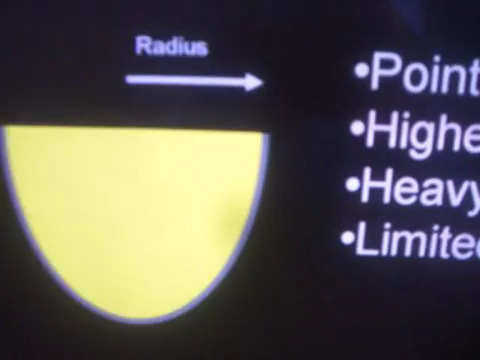 Radius
•Point
•Highe
•Heavy
•Limited